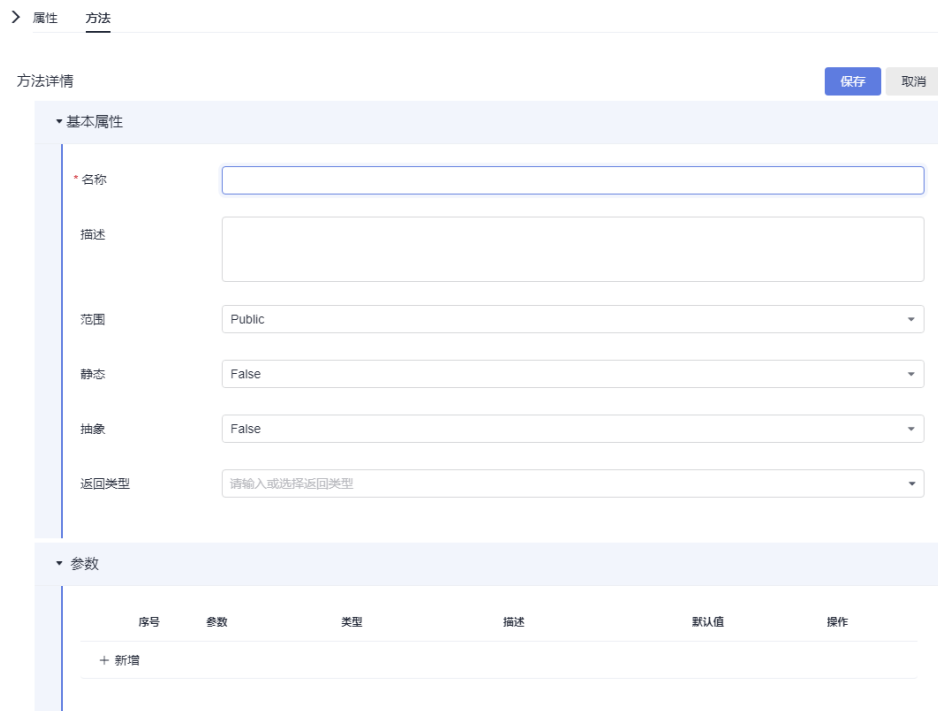 属性 方法
方法详情 保存 取消
基本属性
* 名称
描述
范围 Public
静态 False
抽象 False
返回类型 请输入或选择返回类型
参数
序号 参数 类型 描述 默认值 操作
+ 新增